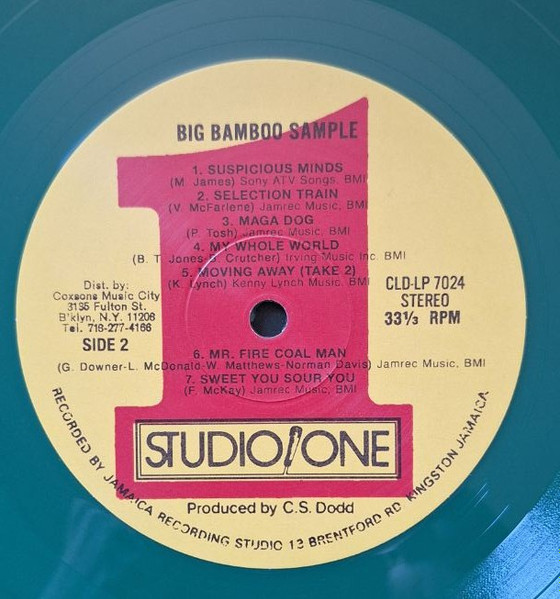 BIG BAMBOO SAMPLE
1. SUSPICIOUS MINDS
(M. James) Sony ATV Songs, BMI
2. SELECTION TRAIN
(V. McFarlene) Jamrec Music, BMI
3. MAGA DOG
(P. Tosh) Jamrec Music, BMI
4. MY WHOLE WORLD
(B. T. Jones-B. Crutcher) Irving Music Inc. BMI
5. MOVING AWAY (TAKE 2)
(K. Lynch) Kenny Lynch Music, BMI
Dist. by:
Coxsons Music City
3135 Fulton St.
B'klyn, N.Y. 11208
Tel. 718-277-4166
SIDE 2
CLD-LP 7024
STEREO
33⅓ RPM
6. MR. FIRE COAL MAN
(G. Downer-L. McDonald-W. Matthews-Norman Davis) Jamrec Music, BMI
7. SWEET YOU SOUR YOU
(F. McKay) Jamrec Music, BMI
1
STUDIO ONE
Produced by C.S. Dodd
RECORDED BY JAMAICA RECORDING STUDIO 13 BRENTFORD RD KINGSTON JAMAICA